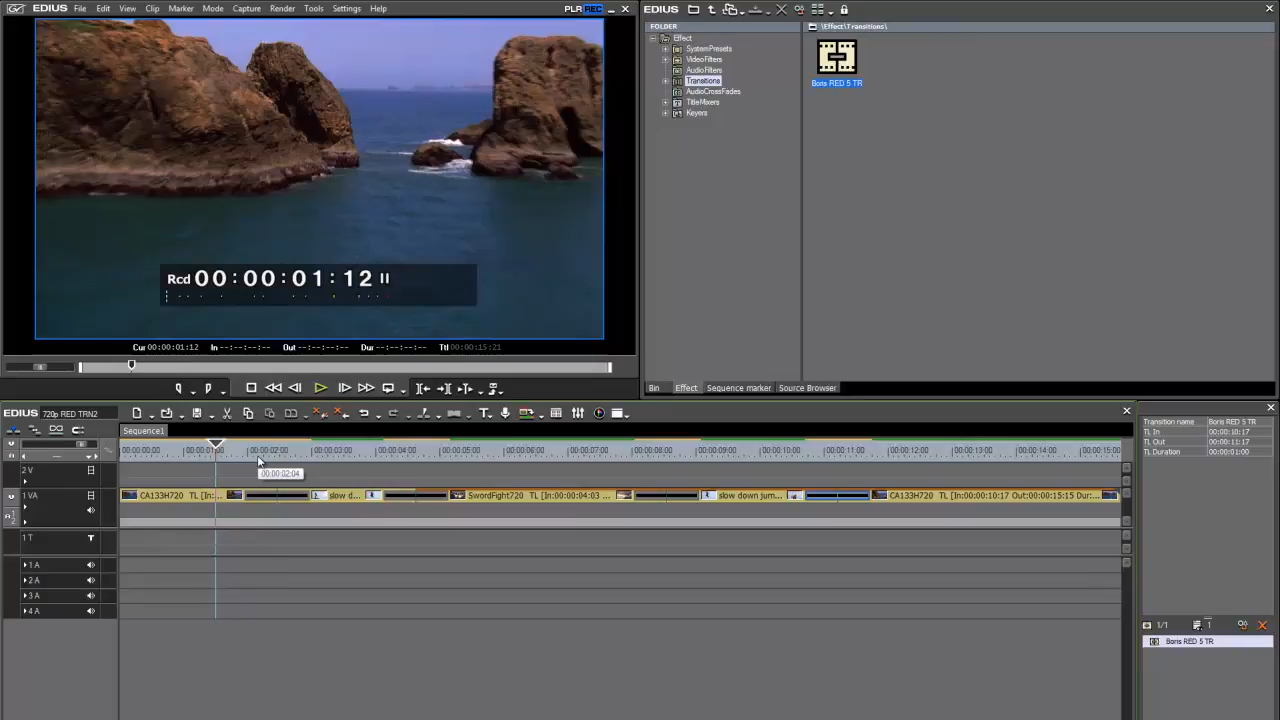 EDIUS File Edit View Clip Marker Mode Capture Render Tools Settings Help PLR REC
Rcd 00:00:01:12
Cur 00:00:01:12 In --:--:--:-- Out --:--:--:-- Dur --:--:--:-- Ttl 00:00:15:21
EDIUS
FOLDER
Effect
SystemPresets
VideoFilters
AudioFilters
Transitions
AudioCrossFades
TitleMixers
Keyers
\Effect\Transitions\
Boris RED 5 TR
Bin Effect Sequence marker Source Browser
EDIUS 720p RED TRN2
Sequence1
00:00:00:00 00:00:01:00 00:00:02:00 00:00:03:00 00:00:04:00 00:00:05:00 00:00:06:00 00:00:07:00 00:00:08:00 00:00:09:00 00:00:10:00 00:00:11:00 00:00:12:00 00:00:13:00 00:00:14:00 00:00:15:00
00:00:02:04
2 V
1 VA CA133H720 TL [In:... slow d... SwordFight720 TL [In:00:00:04:03 ... slow down jum... CA133H720 TL [In:00:00:10:17 Out:00:00:15:15 Dur:...
1
2
1 T T
1 A
2 A
3 A
4 A
Transition name Boris RED 5 TR
TL In 00:00:10:17
TL Out 00:00:11:17
TL Duration 00:00:01:00
1/1 1
Boris RED 5 TR